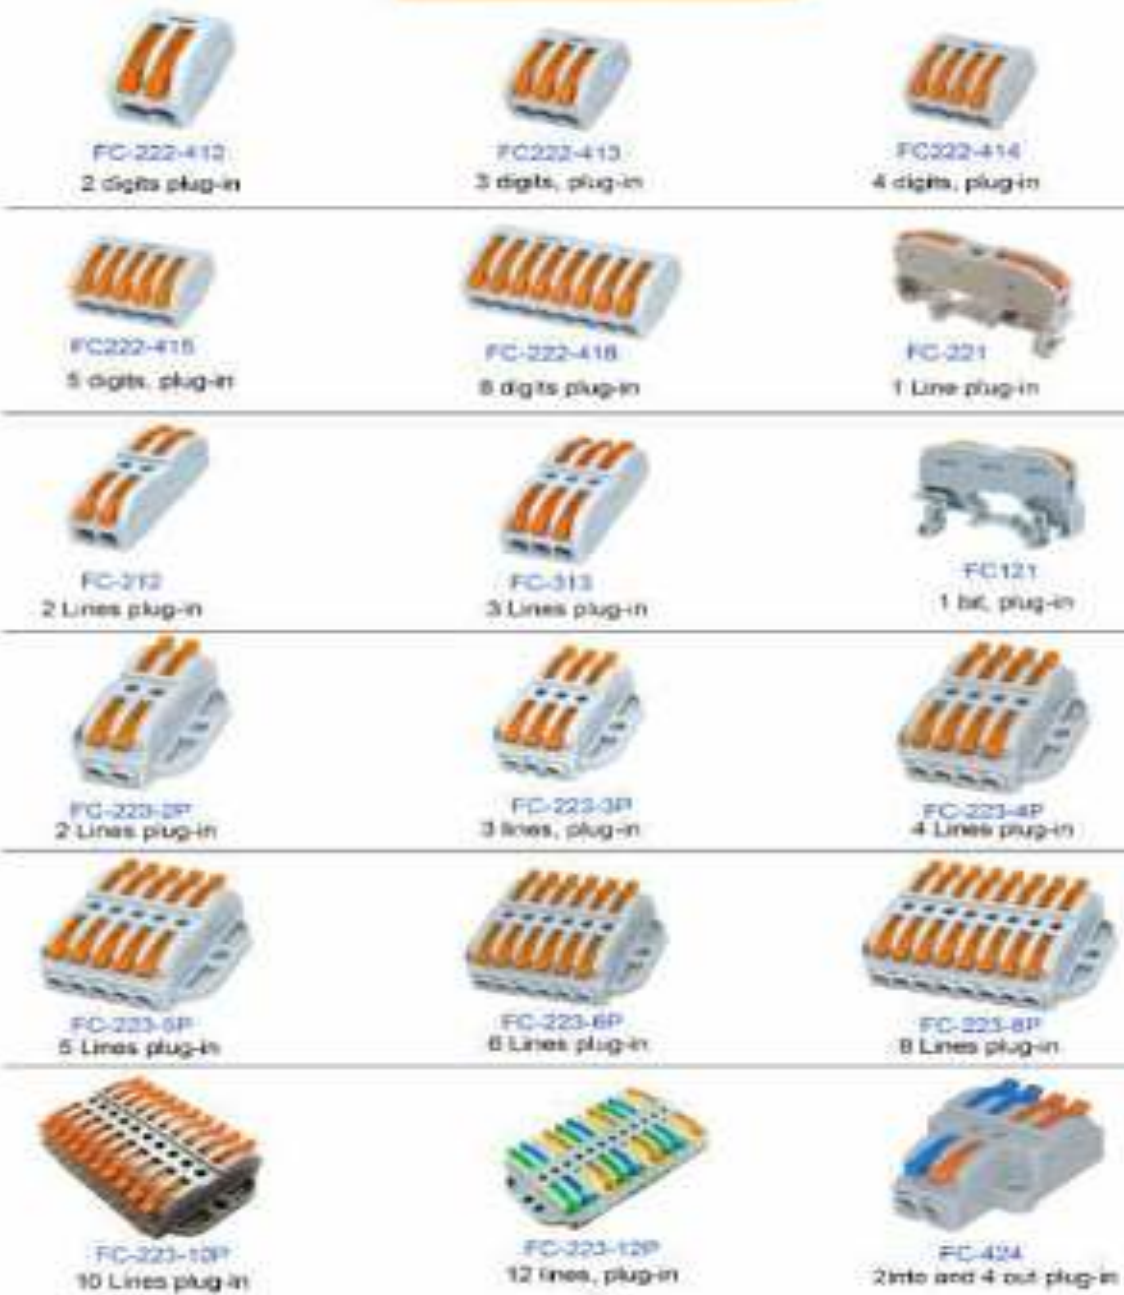 FC-222-412
2 digits plug-in
FC222-413
3 digits, plug-in
FC222-414
4 digits, plug-in
FC222-415
5 digits, plug-in
FC-222-418
8 digits plug-in
FC-221
1 Line plug-in
FC-212
2 Lines plug-in
FC-313
3 Lines plug-in
FC121
1 bit, plug-in
FC-223-2P
2 Lines plug-in
FC-223-3P
3 lines, plug-in
FC-223-4P
4 Lines plug-in
FC-223-5P
5 Lines plug-in
FC-223-6P
6 Lines plug-in
FC-223-8P
8 Lines plug-in
FC-223-10P
10 Lines plug-in
FC-223-12P
12 lines, plug-in
FC-424
2into and 4 out plug-in